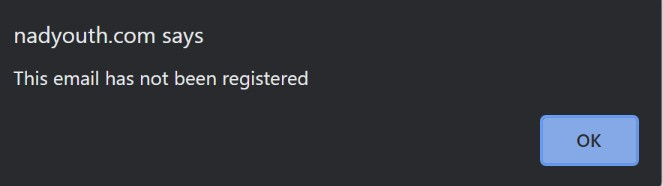 nadyouth.com says
This email has not been registered
OK